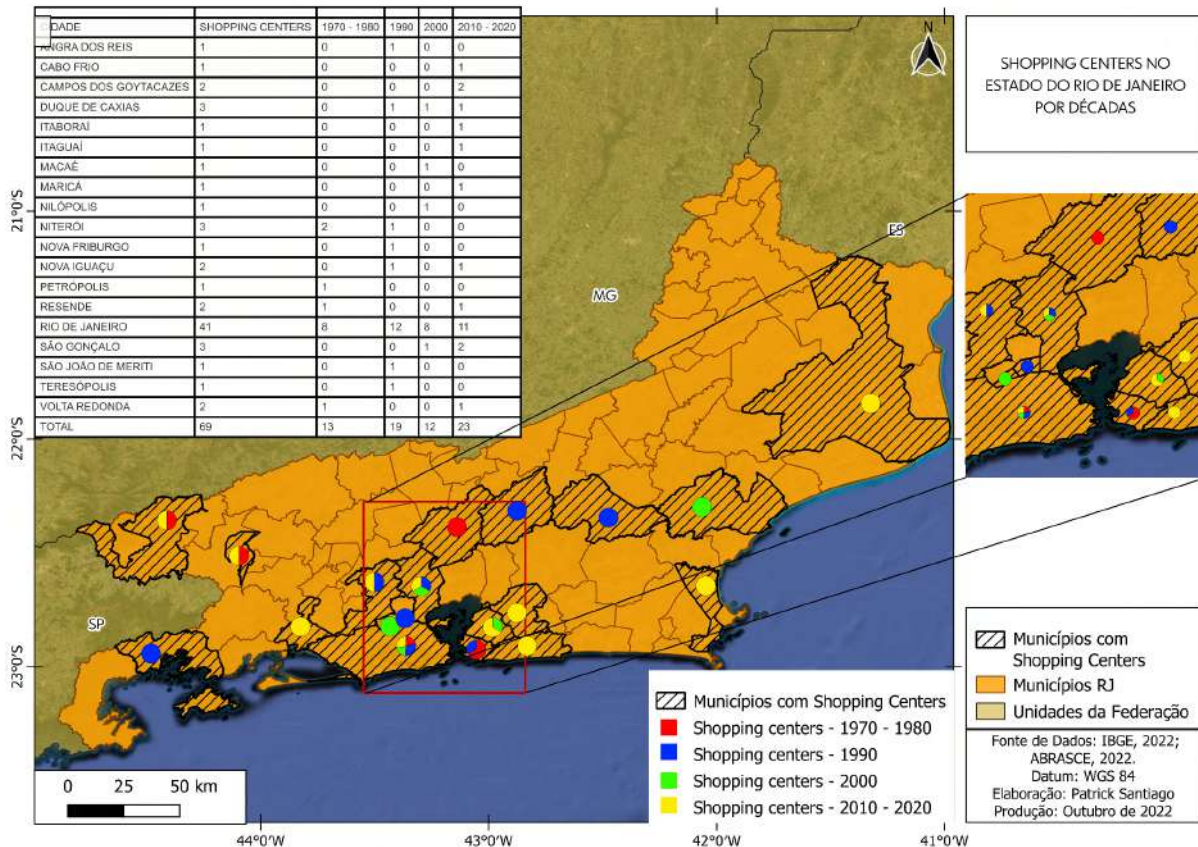 CIDADE SHOPPING CENTERS 1970 - 1980 1990 2000 2010 - 2020
ANGRA DOS REIS 1 0 1 0 0
CABO FRIO 1 0 0 0 1
CAMPOS DOS GOYTACAZES 2 0 0 0 2
DUQUE DE CAXIAS 3 0 1 1 1
ITABORAÍ 1 0 0 0 1
ITAGUAÍ 1 0 0 0 1
MACAÉ 1 0 0 1 0
MARICÁ 1 0 0 0 1
NILÓPOLIS 1 0 0 1 0
NITERÓI 3 2 1 0 0
NOVA FRIBURGO 1 0 1 0 0
NOVA IGUAÇU 2 0 1 0 1
PETRÓPOLIS 1 1 0 0 0
RESENDE 2 1 0 0 1
RIO DE JANEIRO 41 8 12 8 11
SÃO GONÇALO 3 0 0 1 2
SÃO JOÃO DE MERITI 1 0 1 0 0
TERESÓPOLIS 1 0 1 0 0
VOLTA REDONDA 2 1 0 0 1
TOTAL 69 13 19 12 23
N
SHOPPING CENTERS NO
ESTADO DO RIO DE JANEIRO
POR DÉCADAS
21°0'S
22°0'S
23°0'S
ES
MG
SP
0 25 50 km
Municípios com Shopping Centers
Shopping centers - 1970 - 1980
Shopping centers - 1990
Shopping centers - 2000
Shopping centers - 2010 - 2020
Municípios com
Shopping Centers
Municípios RJ
Unidades da Federação
Fonte de Dados: IBGE, 2022;
ABRASCE, 2022.
Datum: WGS 84
Elaboração: Patrick Santiago
Produção: Outubro de 2022
44°0'W 43°0'W 42°0'W 41°0'W